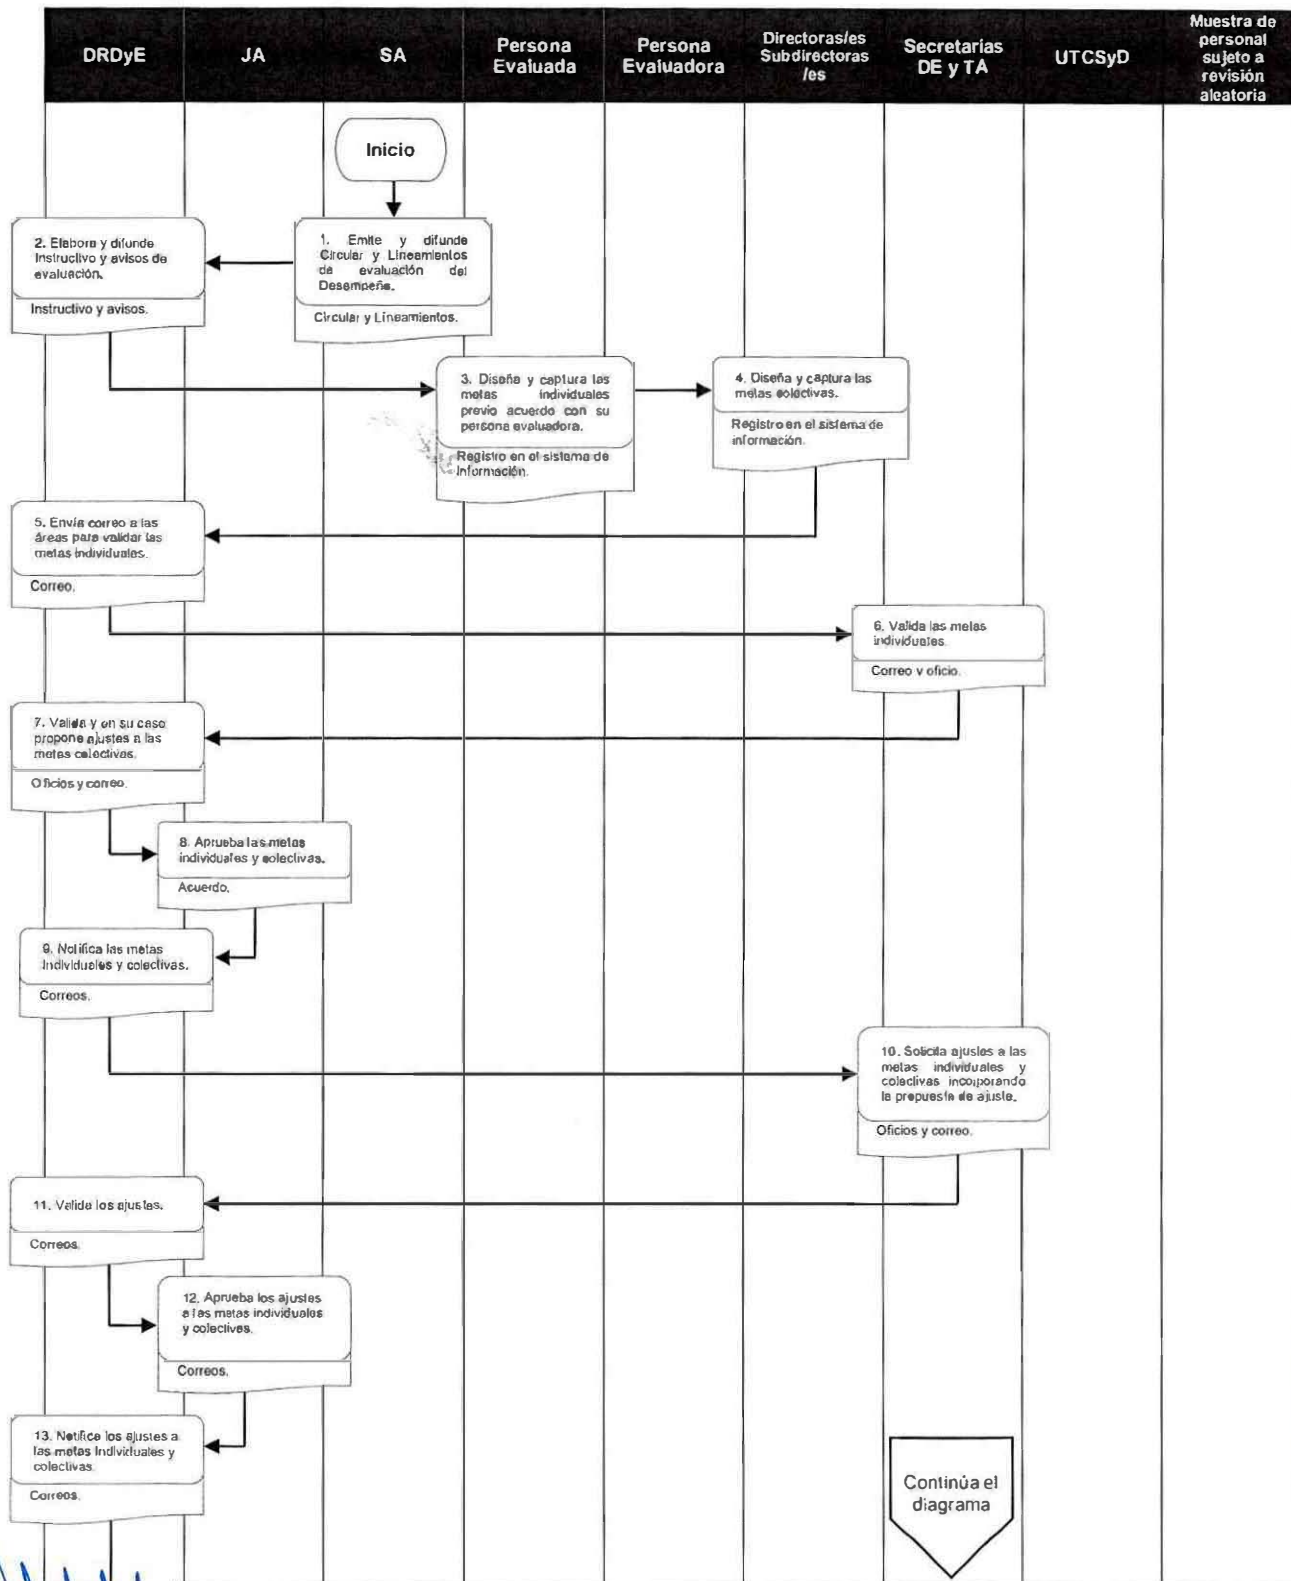 DRDyE
JA
SA
Persona
Evaluada
Persona
Evaluadora
Directoras/es
Subdirectoras
/es
Secretarias
DE y TA
UTCSyD
Muestra de
personal
sujeto a
revisión
aleatoria
Inicio
1. Emite y difunde
Circular y Lineamientos
de evaluación del
Desempeño.
Circular y Lineamientos.
2. Elabora y difunde
Instructivo y avisos de
evaluación.
Instructivo y avisos.
3. Diseña y captura las
metas individuales
previo acuerdo con su
persona evaluadora.
Registro en el sistema de
información.
4. Diseña y captura las
metas colectivas.
Registro en el sistema de
información.
5. Envía correo a las
áreas para validar las
metas individuales.
Correo.
6. Valida las metas
individuales.
Correo y oficio.
7. Valida y en su caso
propone ajustes a las
metas colectivas.
Oficios y correo.
8. Aprueba las metas
individuales y colectivas.
Acuerdo.
9. Notifica las metas
individuales y colectivas.
Correos.
10. Solicita ajustes a las
metas individuales y
colectivas incorporando
la propuesta de ajuste.
Oficios y correo.
11. Valida los ajustes.
Correos.
12. Aprueba los ajustes
a las metas individuales
y colectivas.
Correos.
13. Notifica los ajustes a
las metas individuales y
colectivas.
Correos.
Continúa el
diagrama